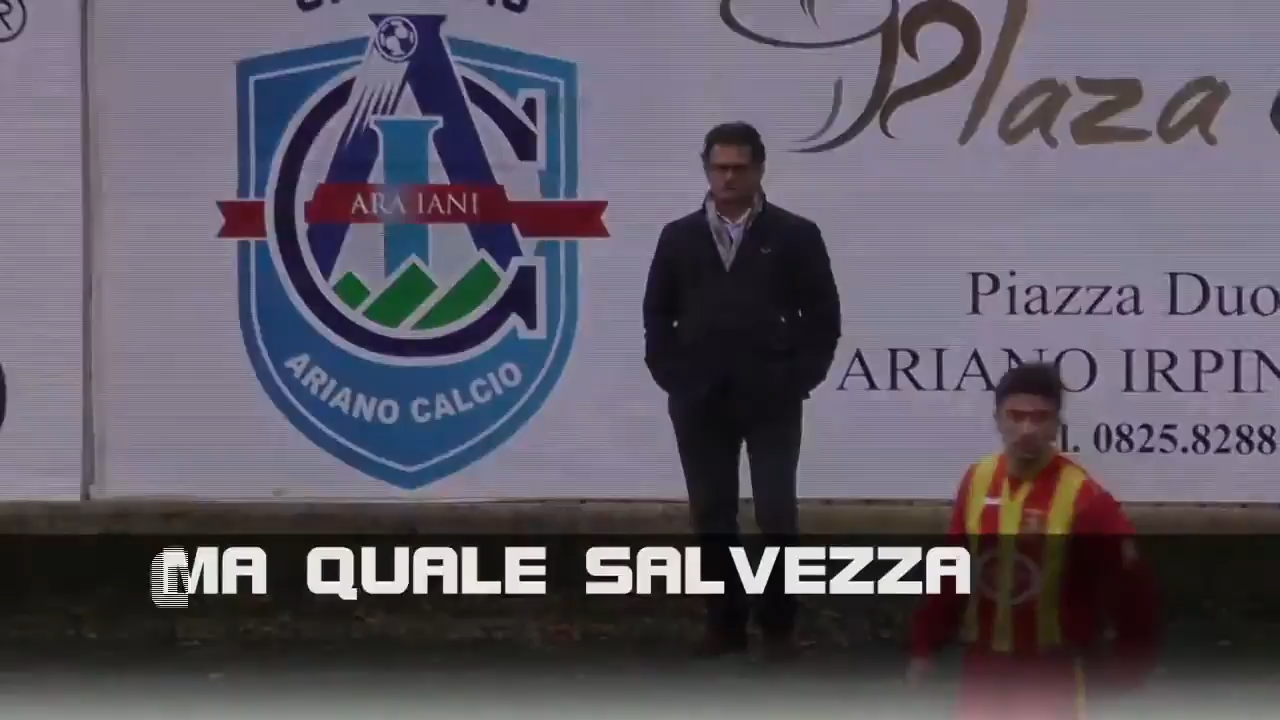 ®
ARA IANI
ARIANO CALCIO
Plaza
Piazza Duo
ARIANO IRPIN
l. 0825.8288
MA QUALE SALVEZZA